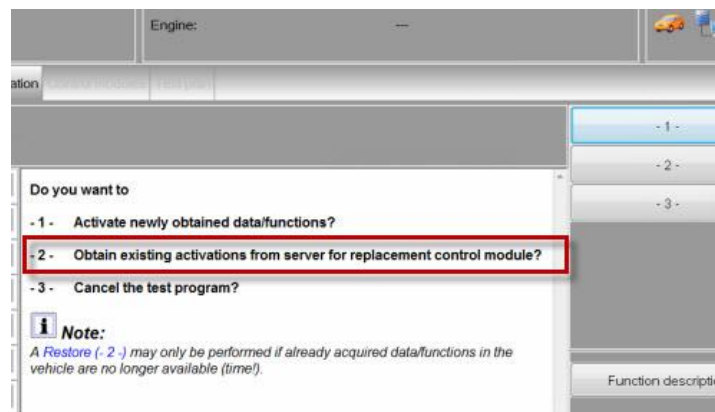 Engine: ---
ation
- 1 -
- 2 -
- 3 -
Do you want to
- 1 - Activate newly obtained data/functions?
- 2 - Obtain existing activations from server for replacement control module?
- 3 - Cancel the test program?
i Note:
A Restore (- 2 -) may only be performed if already acquired data/functions in the
vehicle are no longer available (time!).
Function descripti